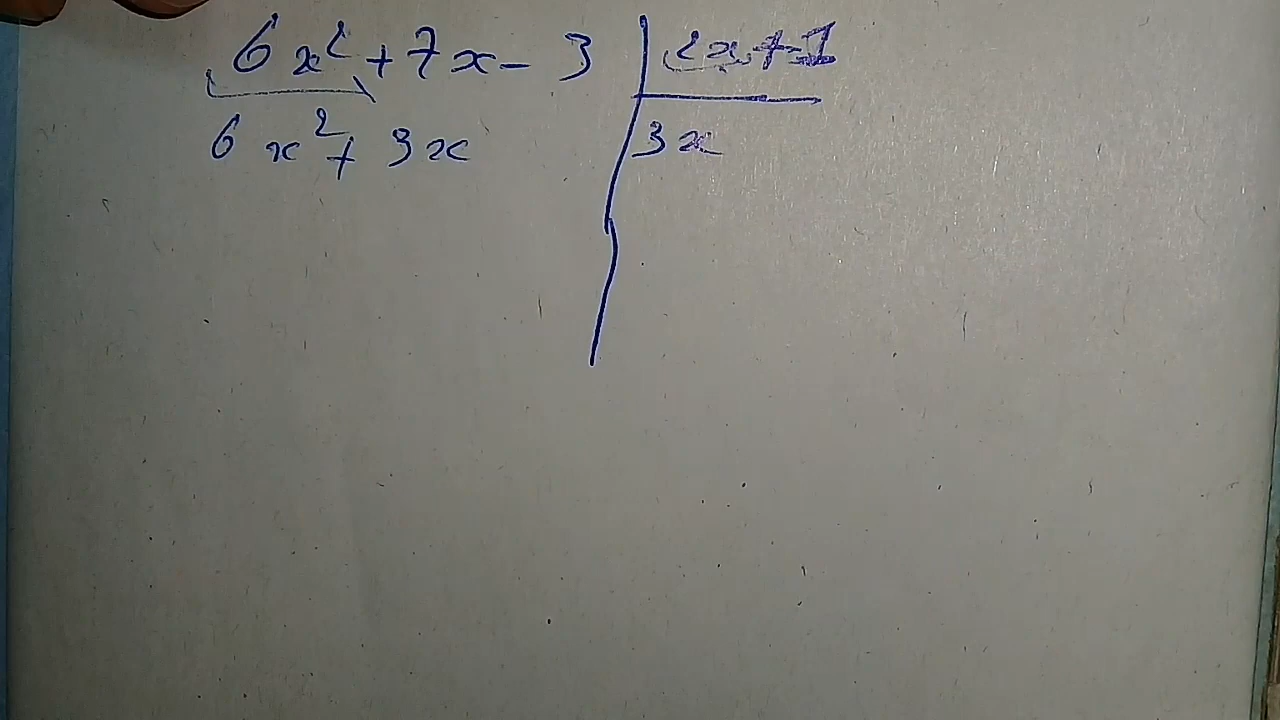 6x² + 7x - 3 | 2x + 1
6x² + 3x | 3x